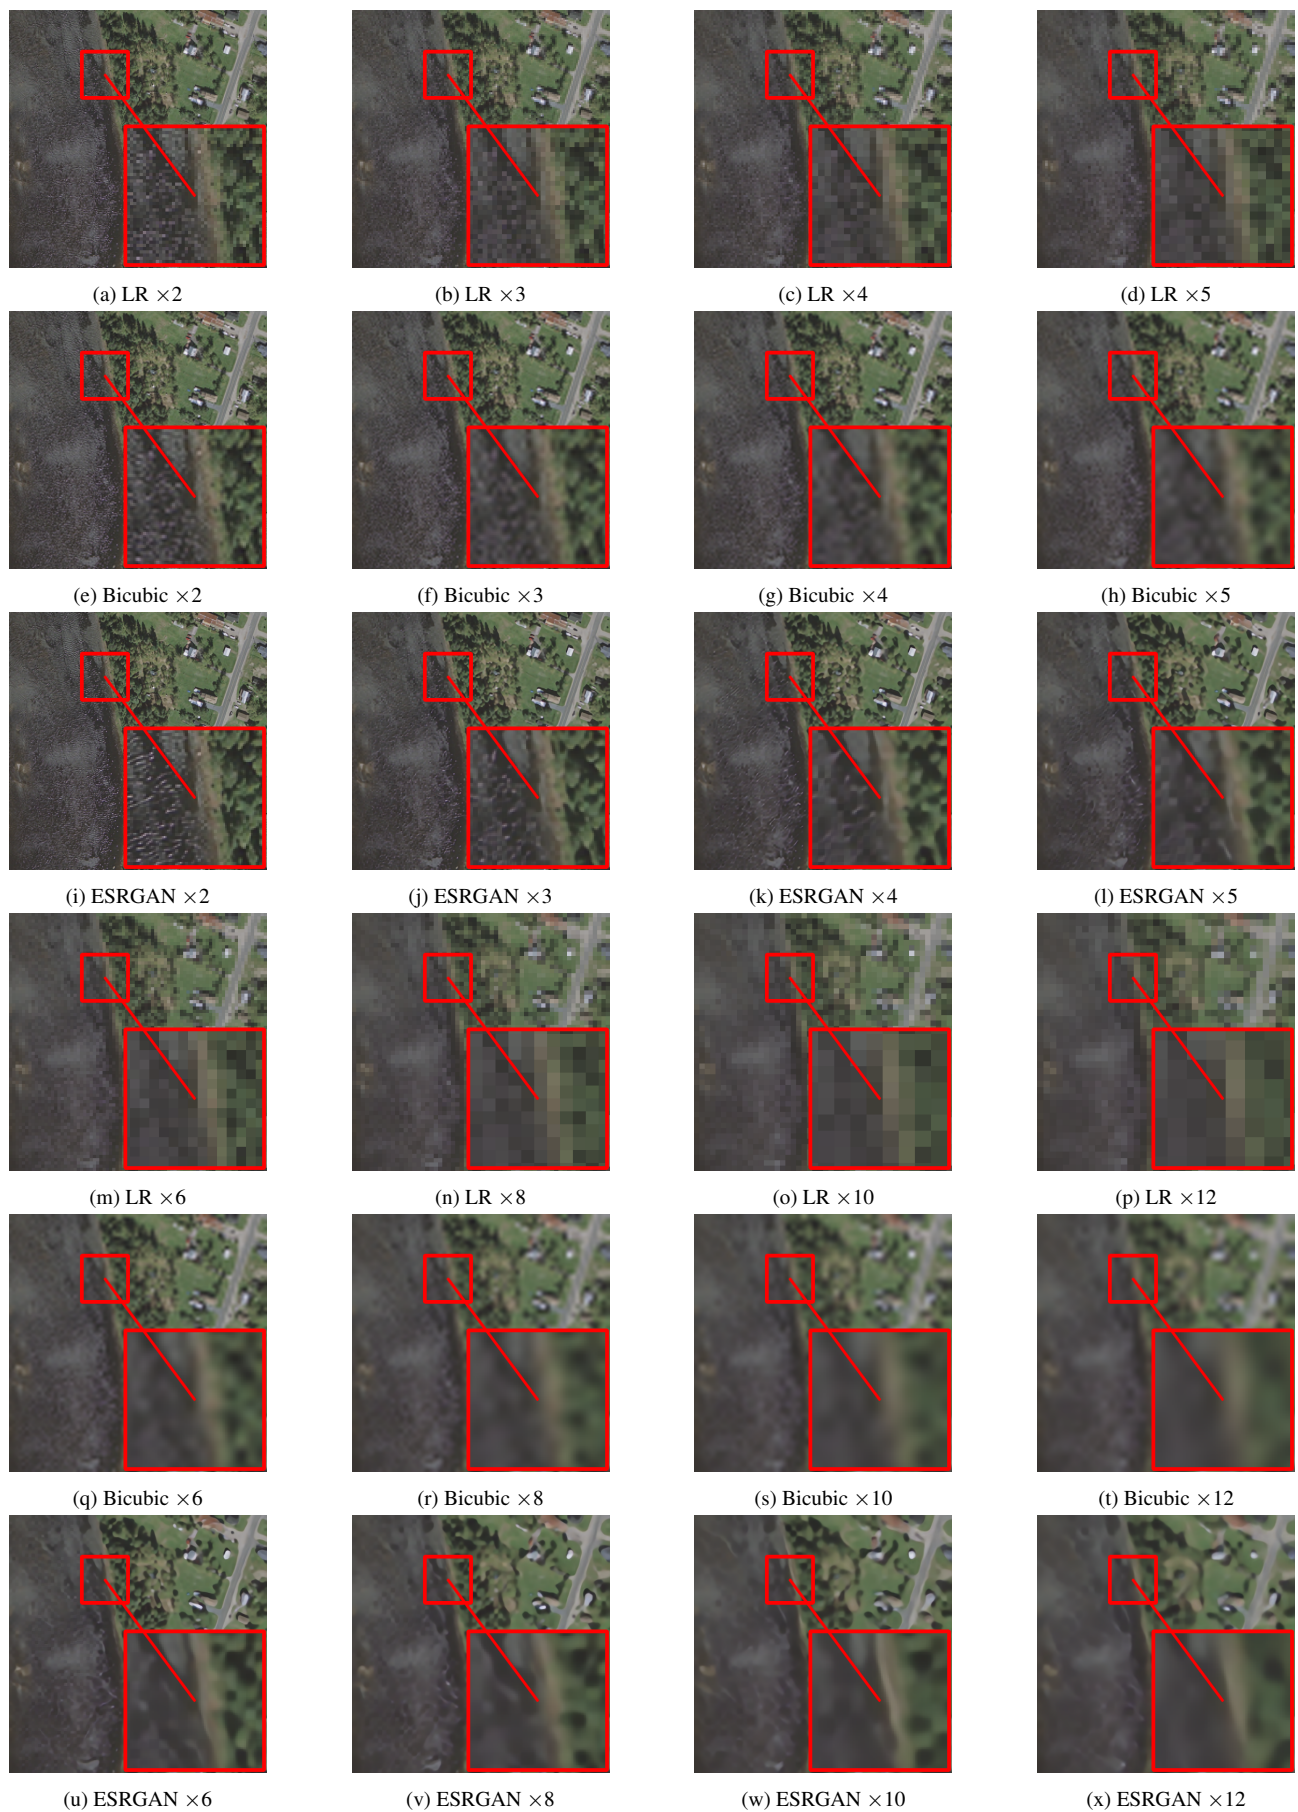 (a) LR ×2
(b) LR ×3
(c) LR ×4
(d) LR ×5
(e) Bicubic ×2
(f) Bicubic ×3
(g) Bicubic ×4
(h) Bicubic ×5
(i) ESRGAN ×2
(j) ESRGAN ×3
(k) ESRGAN ×4
(l) ESRGAN ×5
(m) LR ×6
(n) LR ×8
(o) LR ×10
(p) LR ×12
(q) Bicubic ×6
(r) Bicubic ×8
(s) Bicubic ×10
(t) Bicubic ×12
(u) ESRGAN ×6
(v) ESRGAN ×8
(w) ESRGAN ×10
(x) ESRGAN ×12